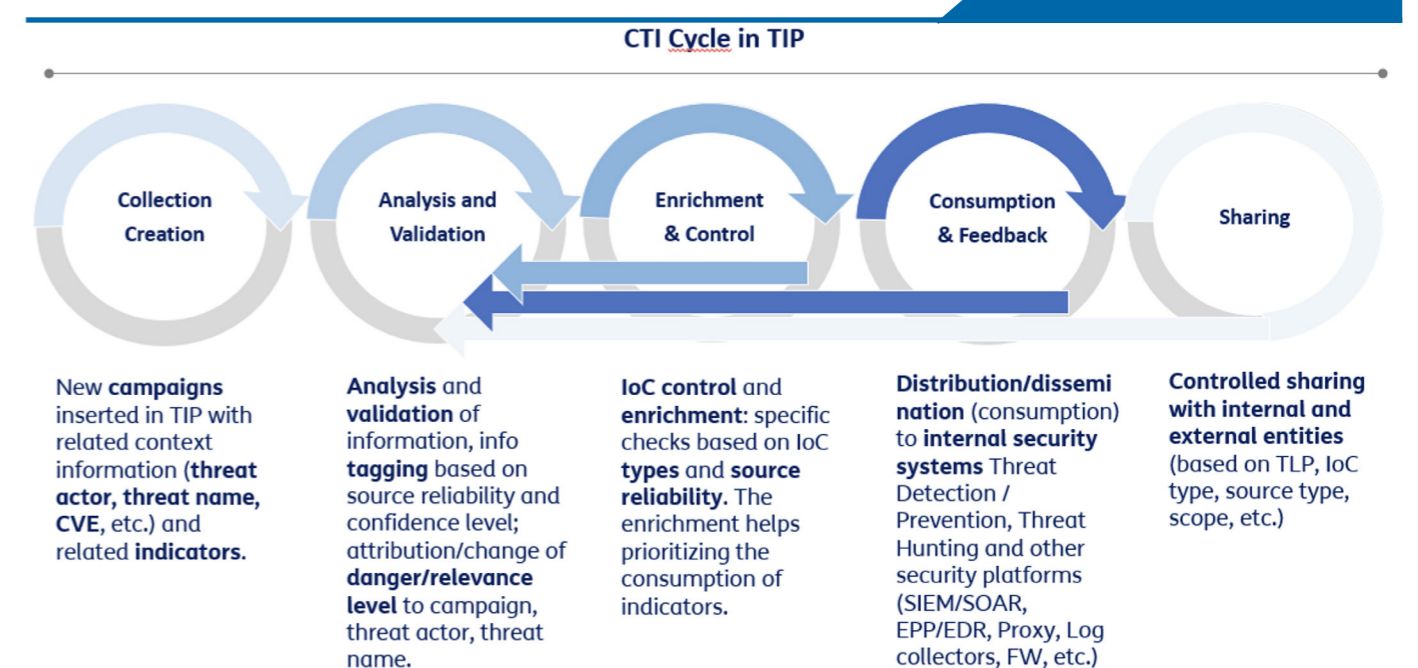 CTI Cycle in TIP
Collection
Creation
Analysis and
Validation
Enrichment
& Control
Consumption
& Feedback
Sharing
New campaigns
inserted in TIP with
related context
information (threat
actor, threat name,
CVE, etc.) and
related indicators.
Analysis and
validation of
information, info
tagging based on
source reliability and
confidence level;
attribution/change of
danger/relevance
level to campaign,
threat actor, threat
name.
IoC control and
enrichment: specific
checks based on IoC
types and source
reliability. The
enrichment helps
prioritizing the
consumption of
indicators.
Distribution/dissemi
nation (consumption)
to internal security
systems Threat
Detection /
Prevention, Threat
Hunting and other
security platforms
(SIEM/SOAR,
EPP/EDR, Proxy, Log
collectors, FW, etc.)
Controlled sharing
with internal and
external entities
(based on TLP, IoC
type, source type,
scope, etc.)